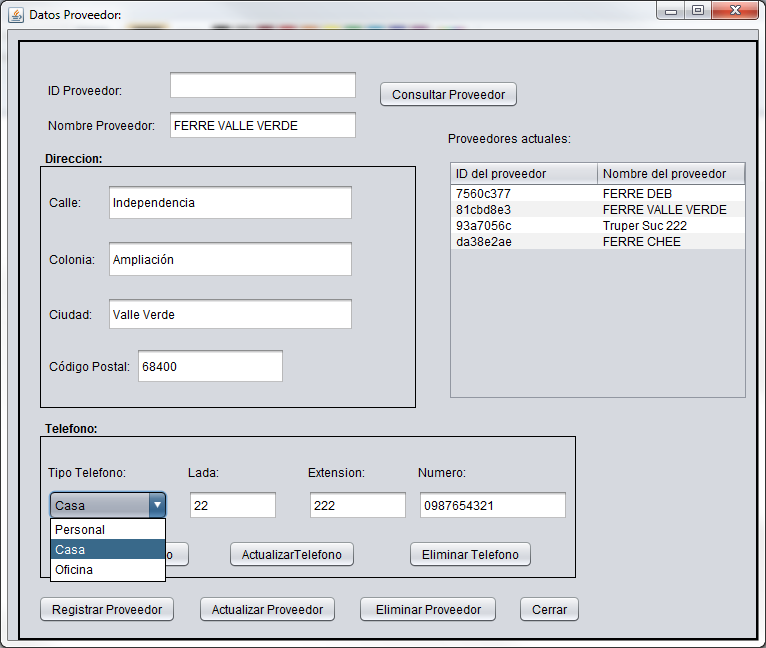 Datos Proveedor:
ID Proveedor:
Consultar Proveedor
Nombre Proveedor: FERRE VALLE VERDE
Direccion:
Calle: Independencia
Colonia: Ampliación
Ciudad: Valle Verde
Código Postal: 68400
Proveedores actuales:
ID del proveedor Nombre del proveedor
7560c377 FERRE DEB
81cbd8e3 FERRE VALLE VERDE
93a7056c Truper Suc 222
da38e2ae FERRE CHEE
Telefóno:
Tipo Telefono: Lada: Extension: Numero:
Casa 22 222 0987654321
Personal
Casa
Oficina
o ActualizarTelefono Eliminar Telefono
Registrar Proveedor Actualizar Proveedor Eliminar Proveedor Cerrar